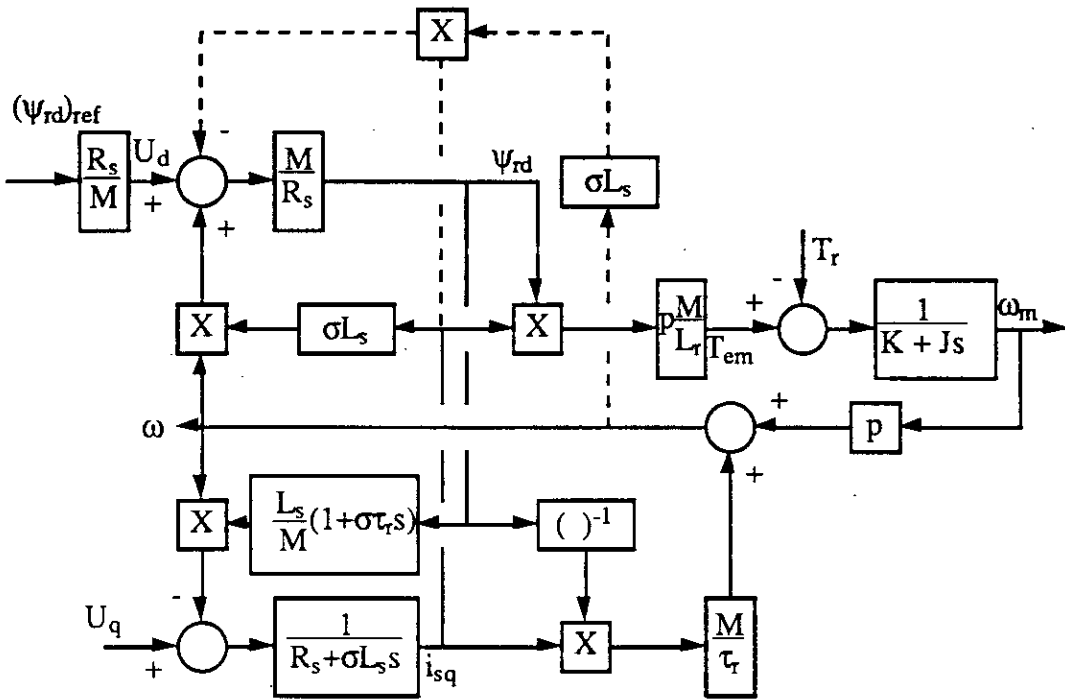 X
(ψrd)ref
Rs
M
Ud
+
-
+
M
Rs
ψrd
σLs
X
σLs
X
p M
Lr
Tem
+
-
Tr
1
K + Js
ωm
ω
+
+
p
X
Ls
M
(1+στrs)
( )-1
Uq
+
-
1
Rs+σLss
isq
X
M
τr